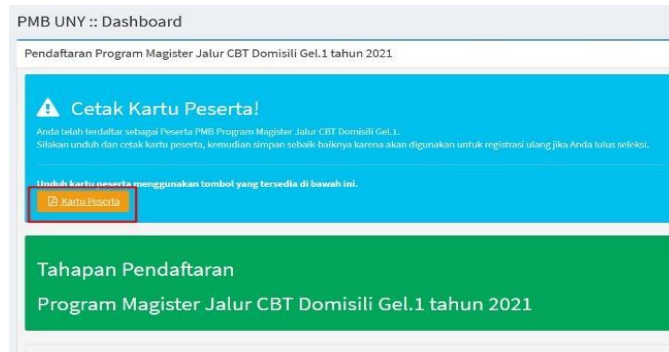 PMB UNY :: Dashboard
Pendaftaran Program Magister Jalur CBT Domisili Gel.1 tahun 2021
Cetak Kartu Peserta!
Anda telah terdaftar sebagai Peserta PMB Program Magister Jalur CBT Domisili Gel.1.
Silakan unduh dan cetak kartu peserta, kemudian simpan sebaik-baiknya karena akan digunakan untuk registrasi ulang jika Anda lulus seleksi.
Unduh kartu peserta menggunakan tombol yang tersedia di bawah ini.
Kartu Peserta
Tahapan Pendaftaran
Program Magister Jalur CBT Domisili Gel.1 tahun 2021